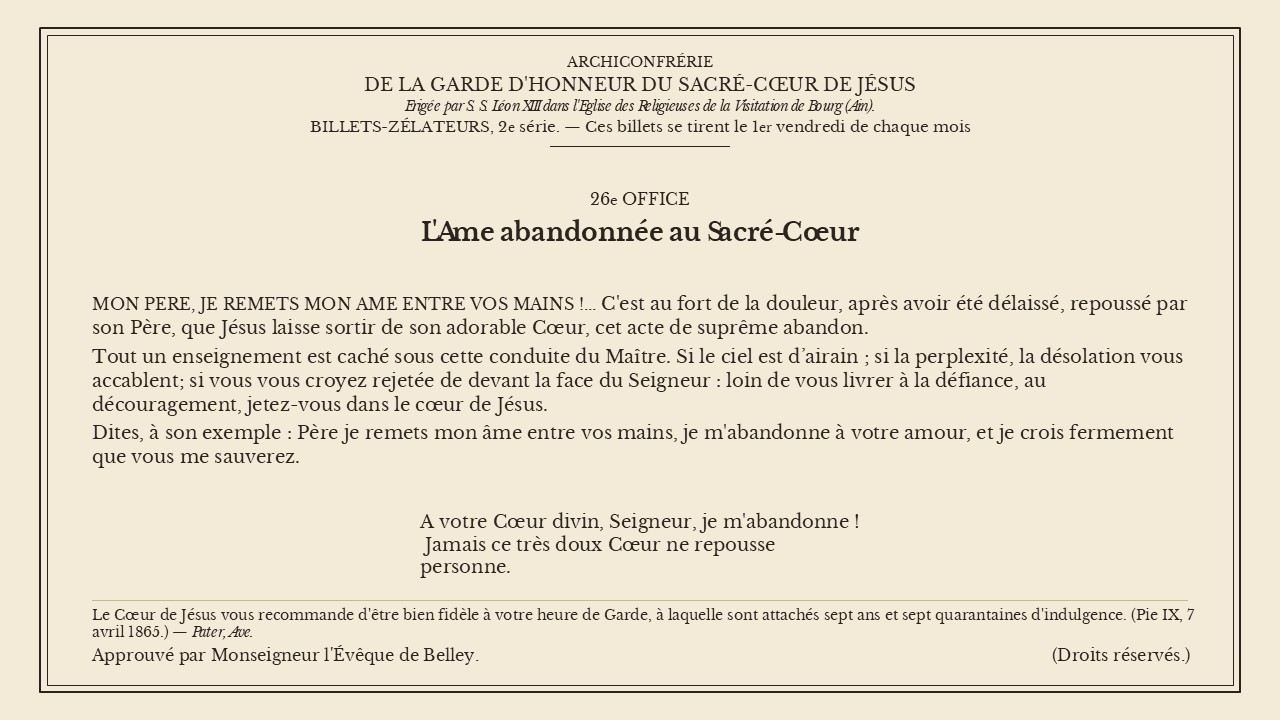 ARCHICONFRÉRIE
DE LA GARDE D'HONNEUR DU SACRÉ-CŒUR DE JÉSUS
Erigée par S. S. Léon XIII dans l'Eglise des Religieuses de la Visitation de Bourg (Ain).
BILLETS-ZÉLATEURS, 2e série. — Ces billets se tirent le 1er vendredi de chaque mois
26e OFFICE
L'Ame abandonnée au Sacré-Cœur
MON PERE, JE REMETS MON AME ENTRE VOS MAINS !... C'est au fort de la douleur, après avoir été délaissé, repoussé par
son Père, que Jésus laisse sortir de son adorable Cœur, cet acte de suprême abandon.
Tout un enseignement est caché sous cette conduite du Maître. Si le ciel est d’airain ; si la perplexité, la désolation vous
accablent; si vous vous croyez rejetée de devant la face du Seigneur : loin de vous livrer à la défiance, au
découragement, jetez-vous dans le cœur de Jésus.
Dites, à son exemple : Père je remets mon âme entre vos mains, je m'abandonne à votre amour, et je crois fermement
que vous me sauverez.
A votre Cœur divin, Seigneur, je m'abandonne !
Jamais ce très doux Cœur ne repousse
personne.
Le Cœur de Jésus vous recommande d'être bien fidèle à votre heure de Garde, à laquelle sont attachés sept ans et sept quarantaines d'indulgence. (Pie IX, 7
avril 1865.) — Pater, Ave.
Approuvé par Monseigneur l'Évêque de Belley. (Droits réservés.)